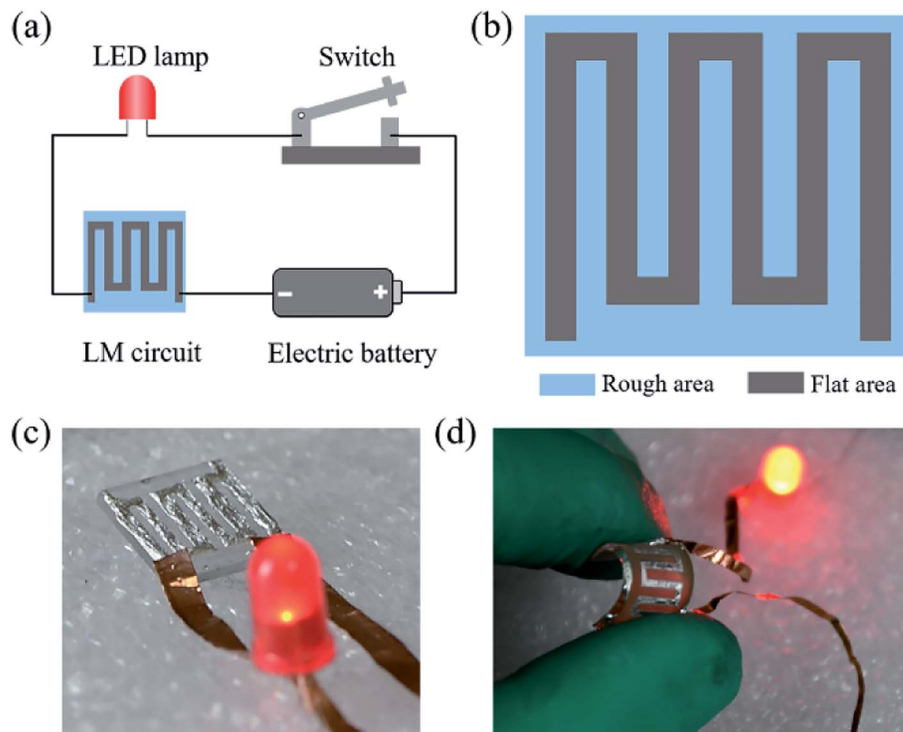 (a)
LED lamp
Switch
LM circuit
−
+
Electric battery
(b)
Rough area
Flat area
(c)
(d)